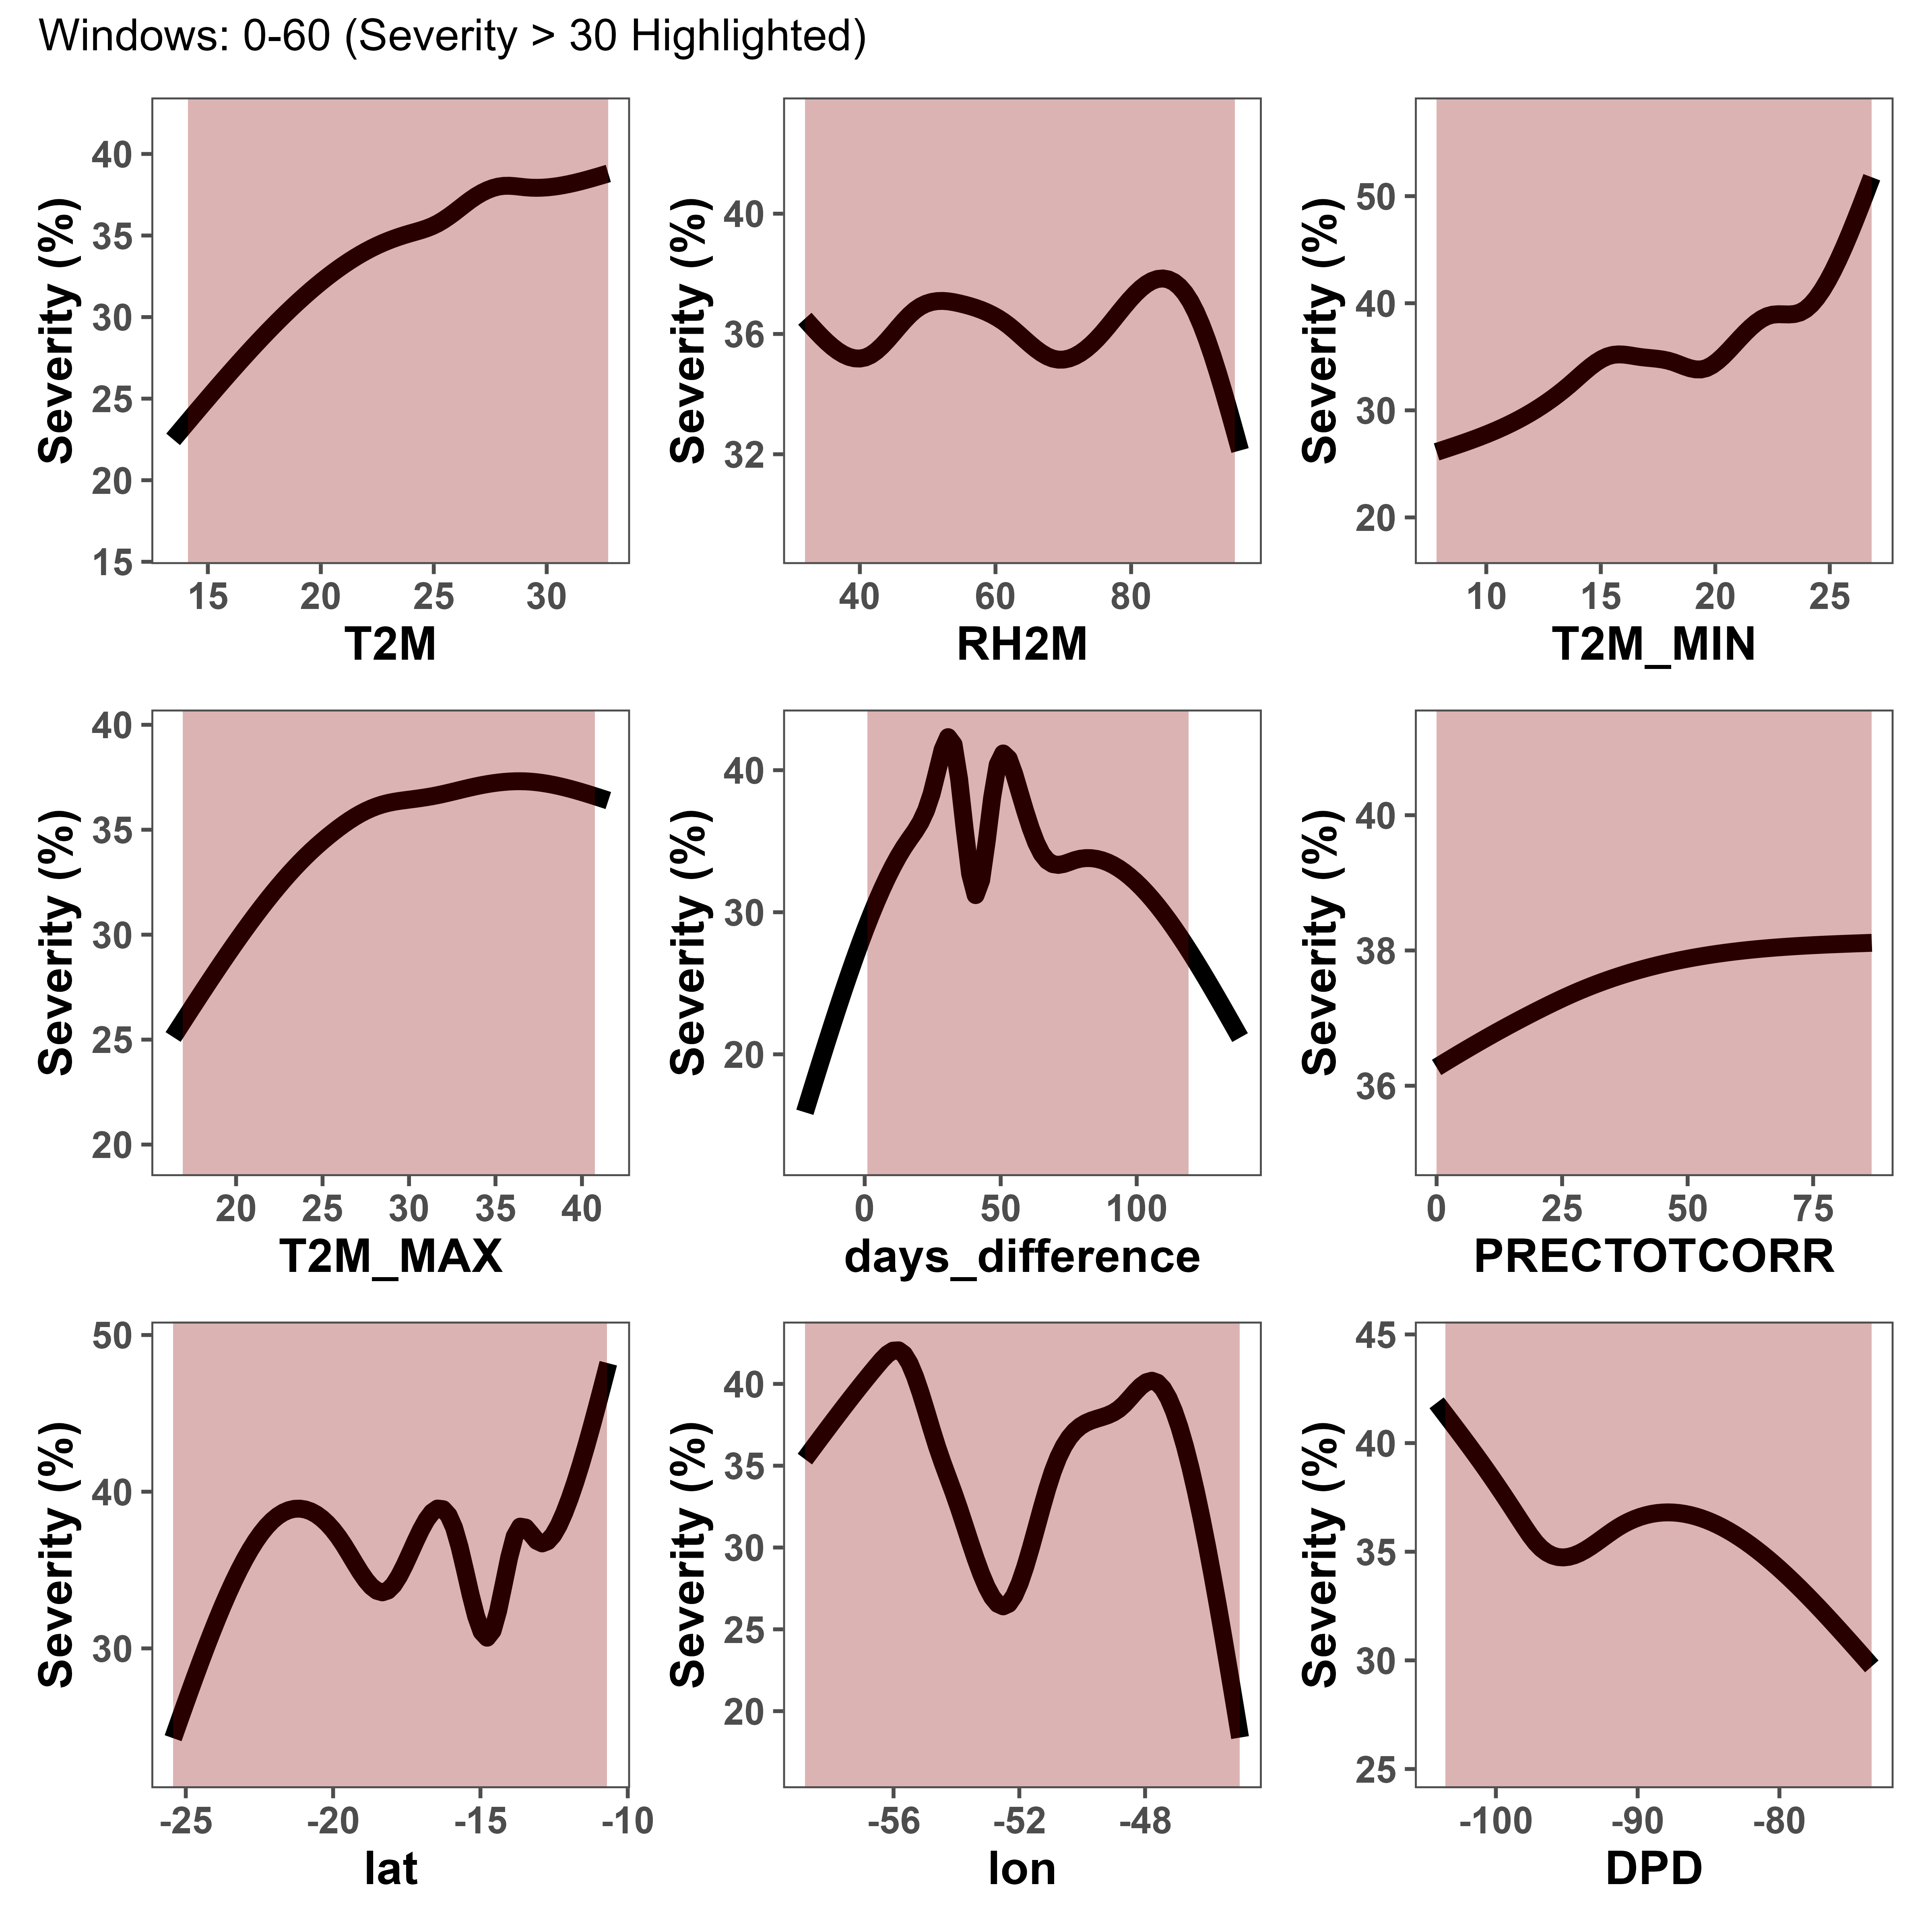 Windows: 0-60 (Severity > 30 Highlighted)
Severity (%)
40
35
30
25
20
15
15 20 25 30
T2M
Severity (%)
40
36
32
40 60 80
RH2M
Severity (%)
50
40
30
20
10 15 20 25
T2M_MIN
Severity (%)
40
35
30
25
20
20 25 30 35 40
T2M_MAX
Severity (%)
40
30
20
0 50 100
days_difference
Severity (%)
40
38
36
0 25 50 75
PRECTOTCORR
Severity (%)
50
40
30
-25 -20 -15 -10
lat
Severity (%)
40
35
30
25
20
-56 -52 -48
lon
Severity (%)
45
40
35
30
25
-100 -90 -80
DPD